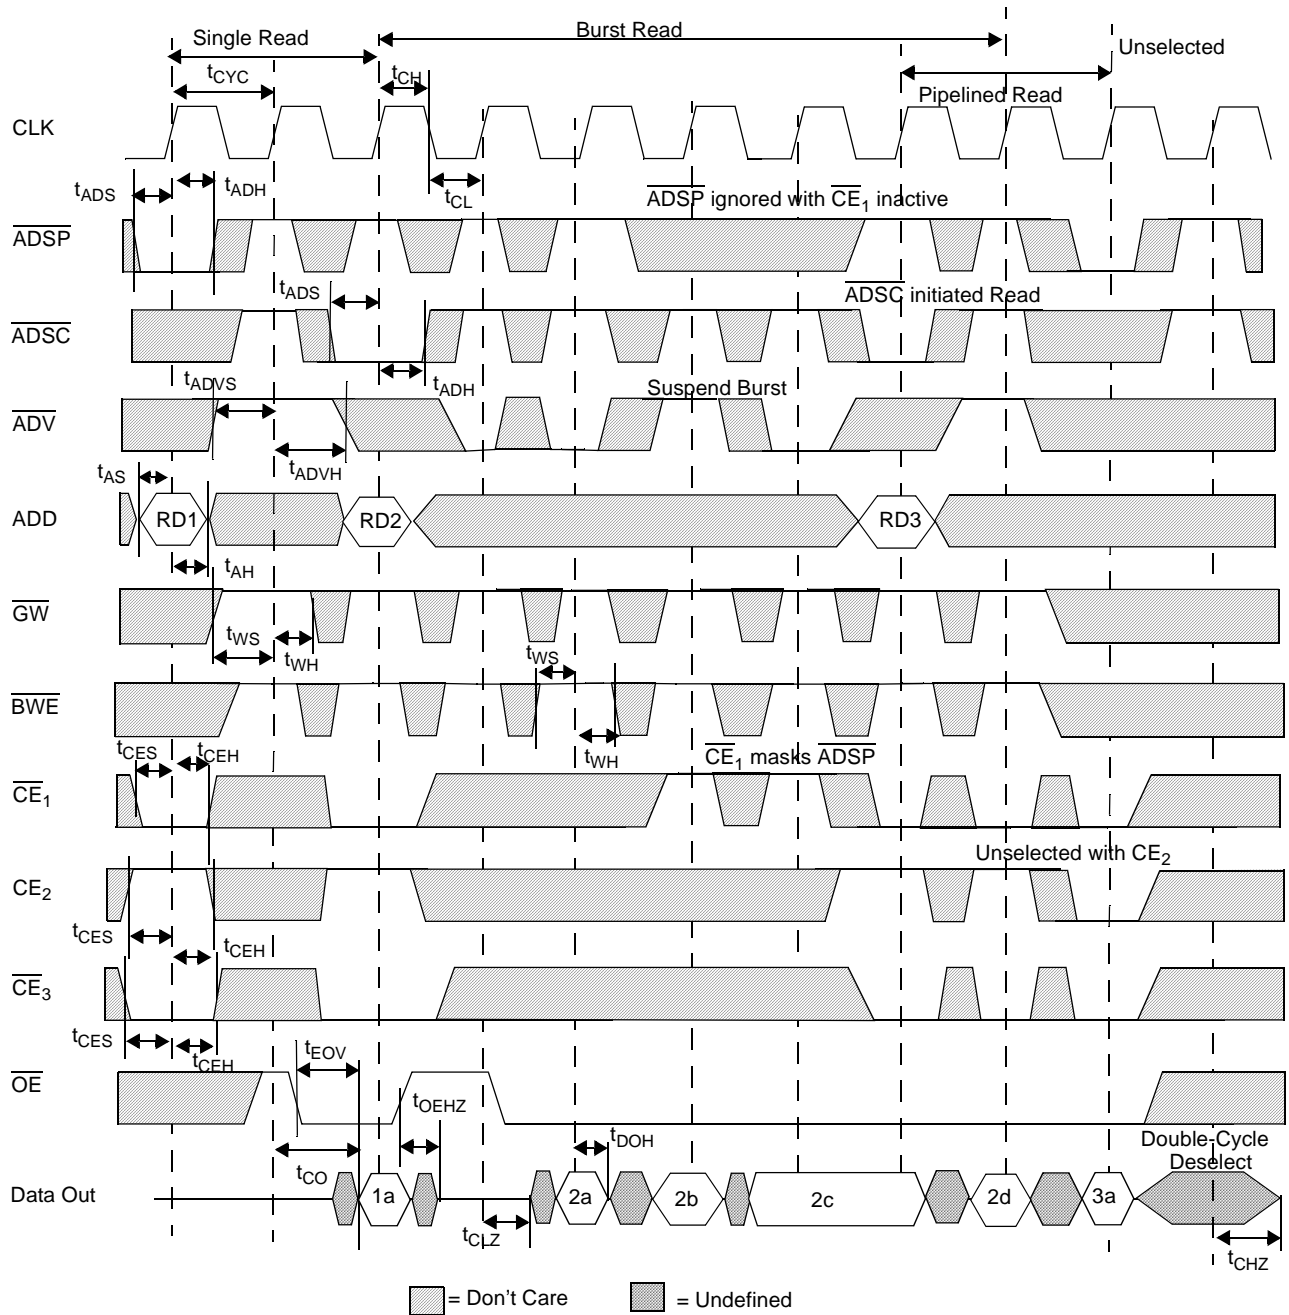 Burst Read
Single Read
Unselected
tCYC
tCH
Pipelined Read
CLK
tADS
tADH
tCL
ADSP ignored with CE1 inactive
ADSP
tADS
ADSC initiated Read
ADSC
tADVS
tADH
Suspend Burst
ADV
tAS
tADVH
ADD
RD1
RD2
RD3
tAH
GW
tWS
tWH
tWS
BWE
tCES
tCEH
tWH
CE1 masks ADSP
CE1
Unselected with CE2
CE2
tCES
tCEH
CE3
tCES
tCEH
tEOV
OE
tOEHZ
tDOH
Double-Cycle
Deselect
tCO
Data Out
1a
2a
2b
2c
2d
3a
tCLZ
tCHZ
= Don't Care
= Undefined